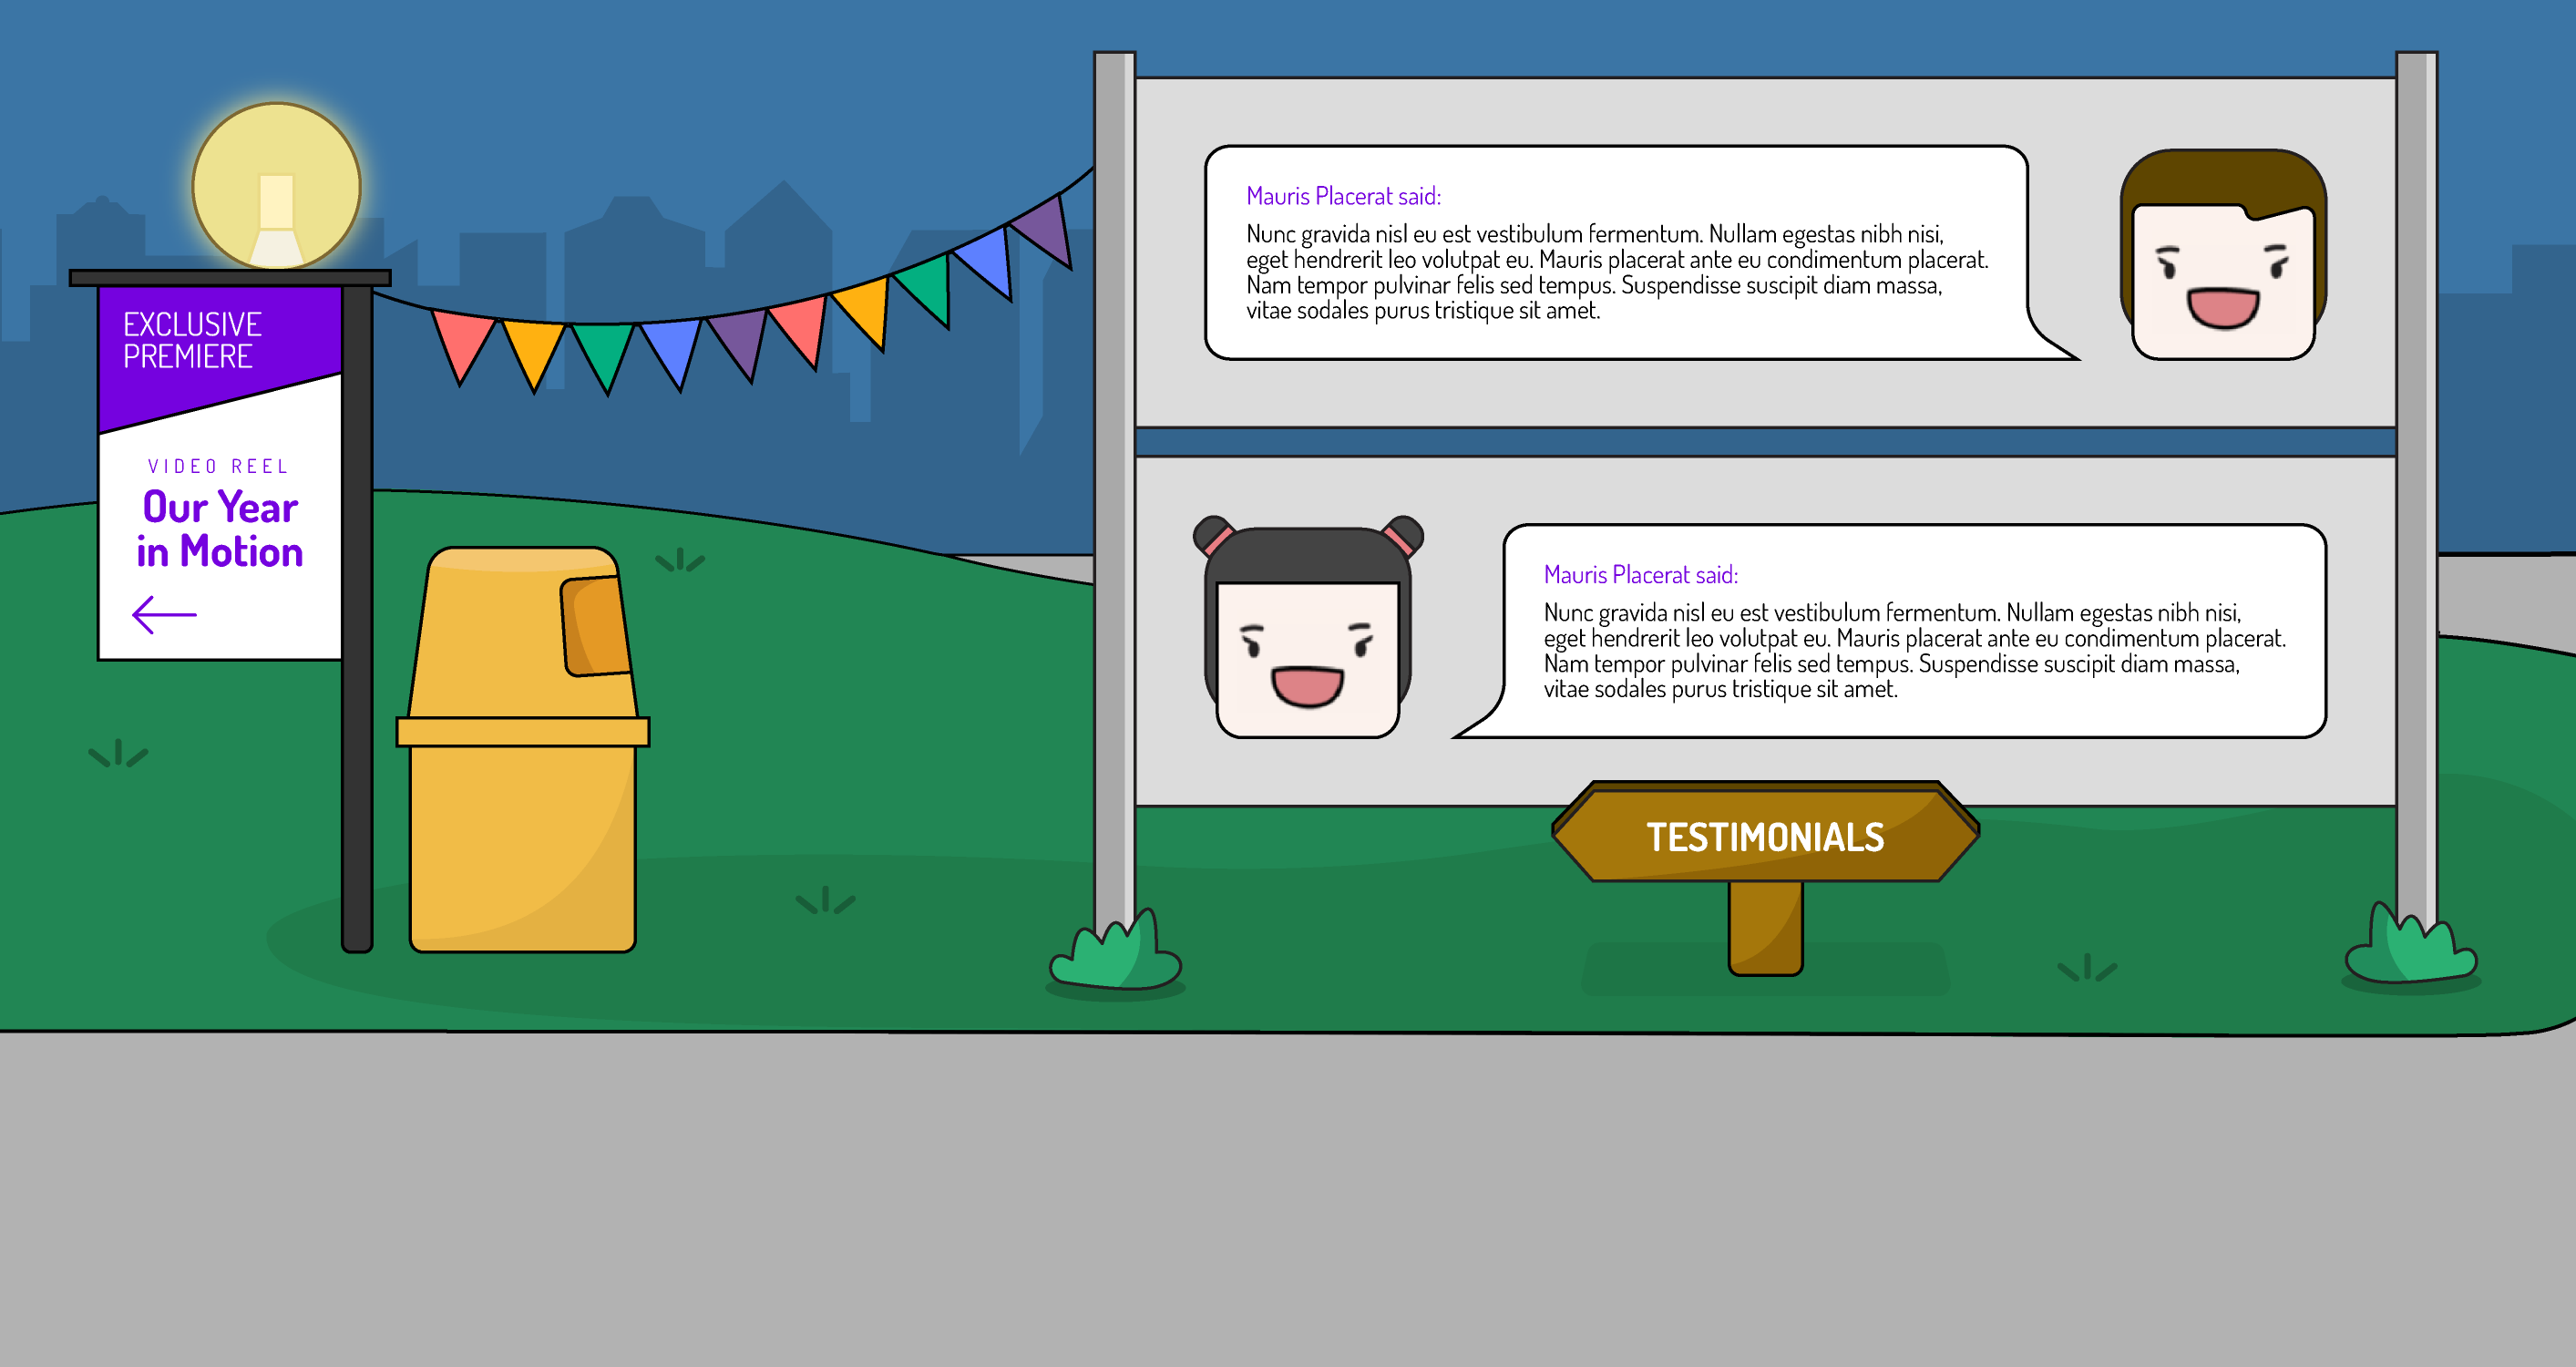 EXCLUSIVE
PREMIERE
VIDEO REEL
Our Year
in Motion
Mauris Placerat said:
Nunc gravida nisl eu est vestibulum fermentum. Nullam egestas nibh nisi,
eget hendrerit leo volutpat eu. Mauris placerat ante eu condimentum placerat.
Nam tempor pulvinar felis sed tempus. Suspendisse suscipit diam massa,
vitae sodales purus tristique sit amet.
Mauris Placerat said:
Nunc gravida nisl eu est vestibulum fermentum. Nullam egestas nibh nisi,
eget hendrerit leo volutpat eu. Mauris placerat ante eu condimentum placerat.
Nam tempor pulvinar felis sed tempus. Suspendisse suscipit diam massa,
vitae sodales purus tristique sit amet.
TESTIMONIALS